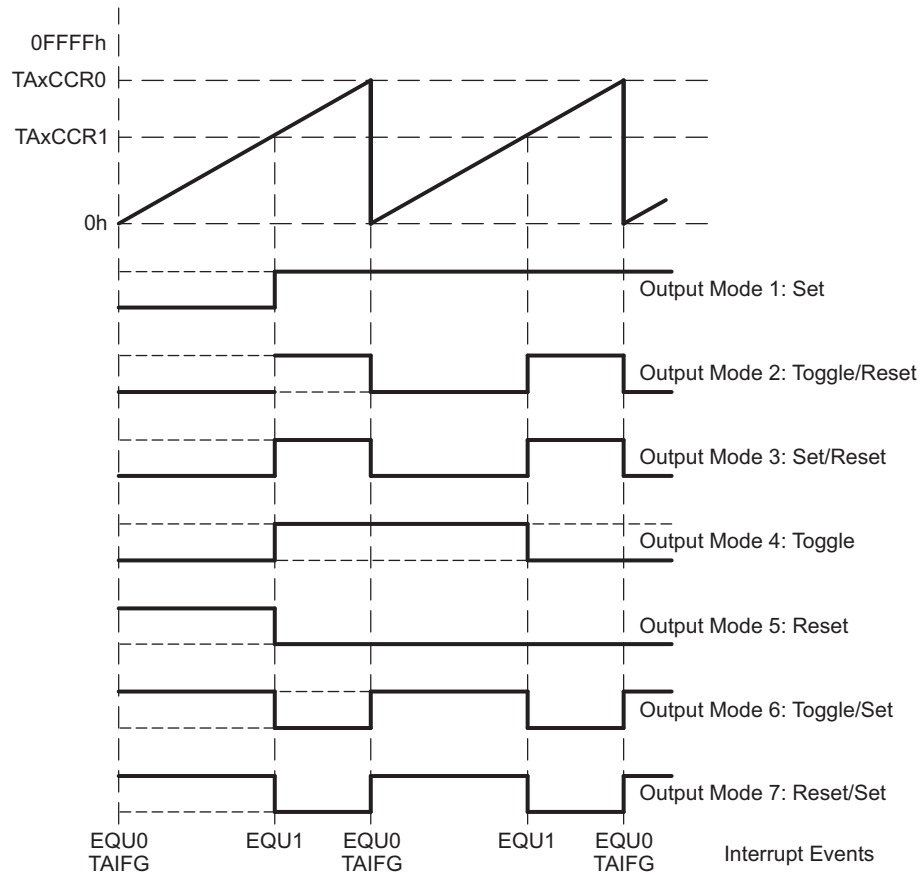 0FFFFh
TAxCCR0
TAxCCR1
0h
Output Mode 1: Set
Output Mode 2: Toggle/Reset
Output Mode 3: Set/Reset
Output Mode 4: Toggle
Output Mode 5: Reset
Output Mode 6: Toggle/Set
Output Mode 7: Reset/Set
EQU0 EQU1 EQU0 EQU1 EQU0
TAIFG TAIFG TAIFG Interrupt Events